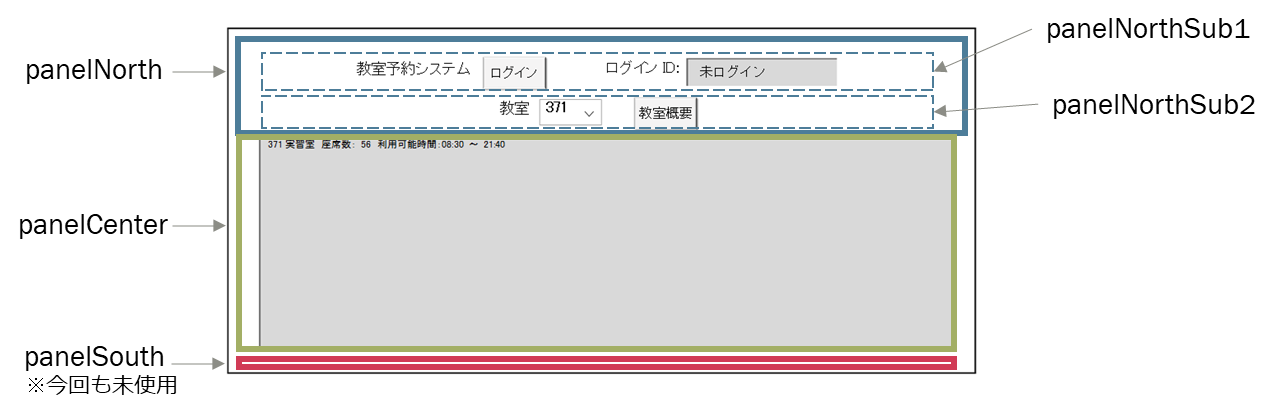 panelNorthSub1
panelNorth
教室予約システム ログイン ログイン ID: 未ログイン
panelNorthSub2
教室 371 教室概要
371 実習室 座席数: 56 利用可能時間:08:30 ～ 21:40
panelCenter
panelSouth
※今回も未使用